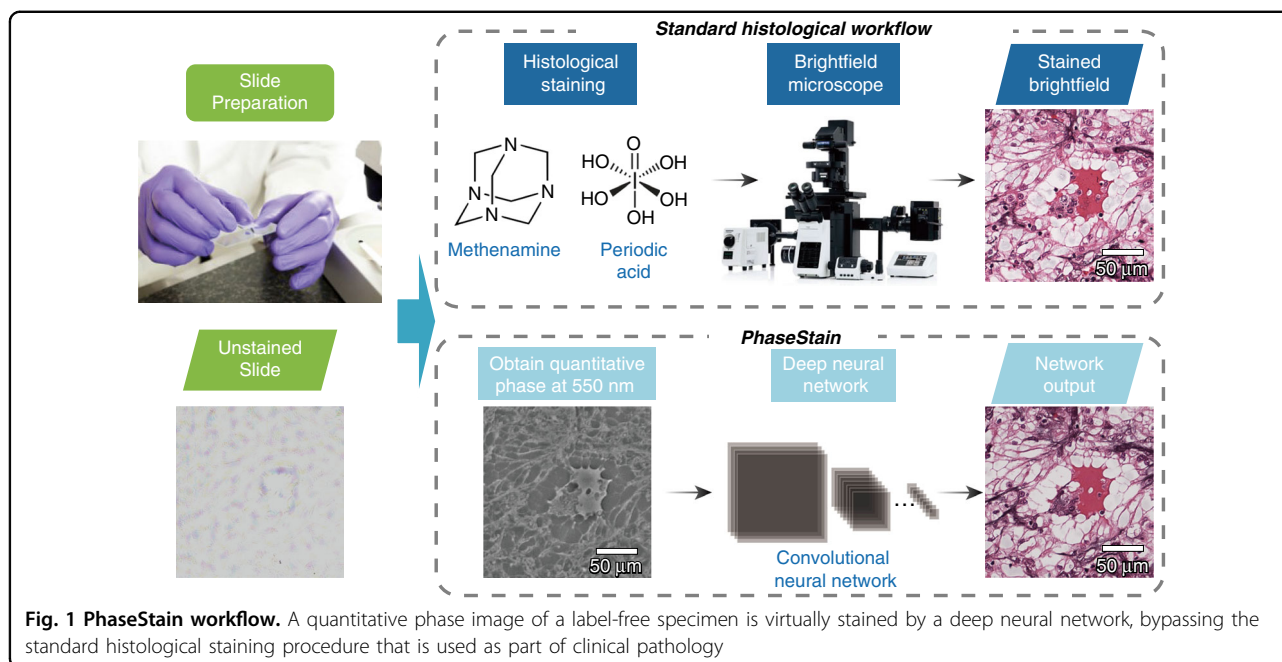 Slide
Preparation
Unstained
Slide
Standard histological workflow
Histological
staining
Brightfield
microscope
Stained
brightfield
N
N
N
N
Methenamine
O
HO
OH
I
HO
OH
OH
Periodic
acid
50 μm
PhaseStain
Obtain quantitative
phase at 550 nm
Deep neural
network
Network
output
50 μm
...
Convolutional
neural network
50 μm
Fig. 1 PhaseStain workflow. A quantitative phase image of a label-free specimen is virtually stained by a deep neural network, bypassing the
standard histological staining procedure that is used as part of clinical pathology